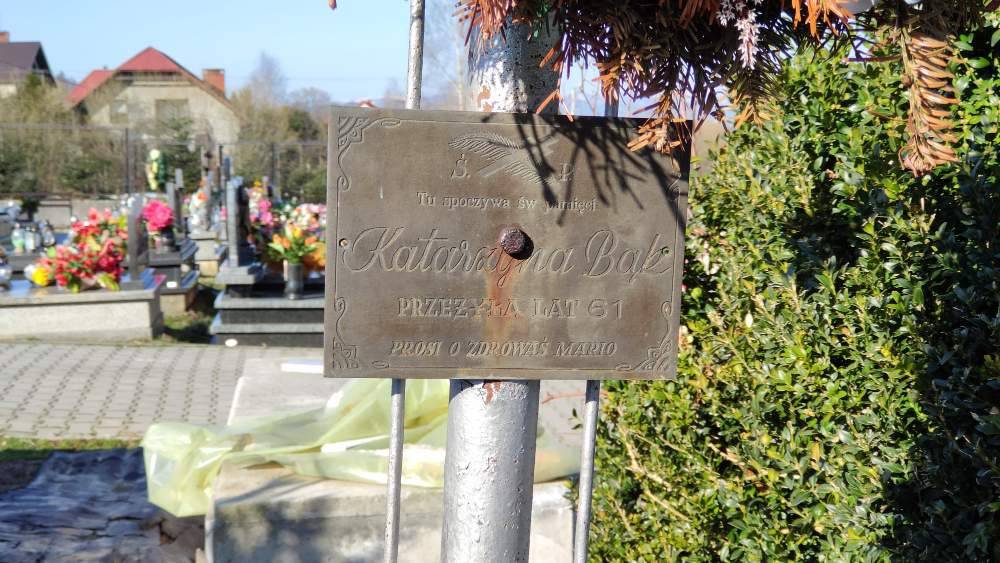 Ś. P.
Tu spoczywa św pamięci
Katarzyna Bąk
PRZEŻYŁA LAT 61
PROSI O ZDROWAŚ MARIO